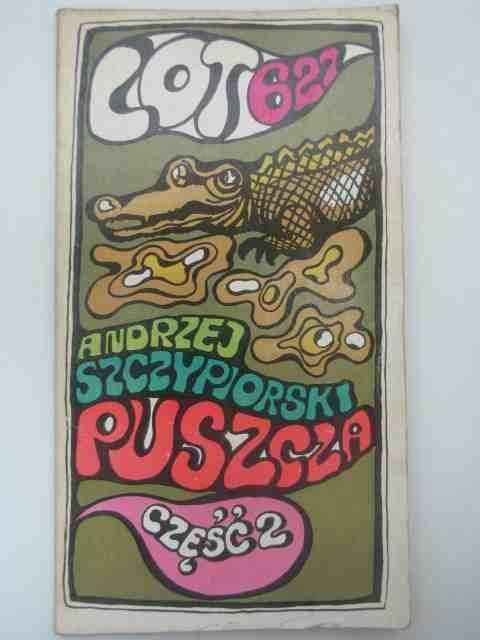 LOT 627
ANDRZEJ
SZCZYPIORSKI
PUSZCZA
CZĘŚĆ 2